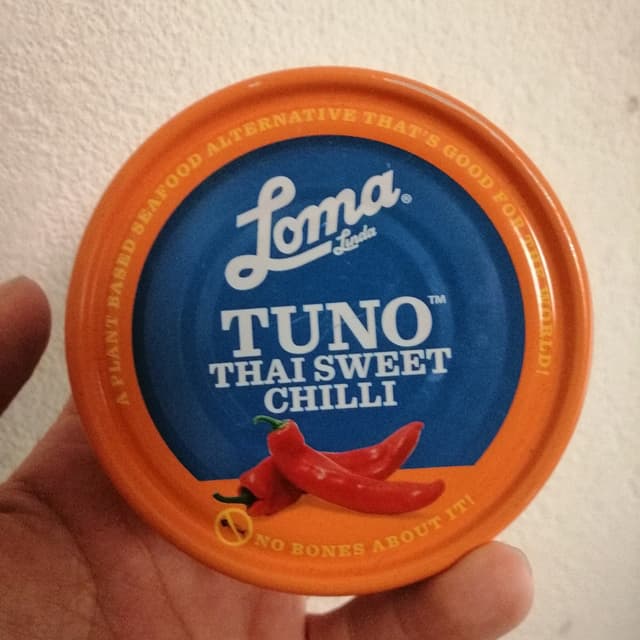 A PLANT BASED SEAFOOD ALTERNATIVE THAT'S GOOD FOR THE WORLD!
Loma®
Linda
TUNO™
THAI SWEET
CHILLI
NO BONES ABOUT IT!